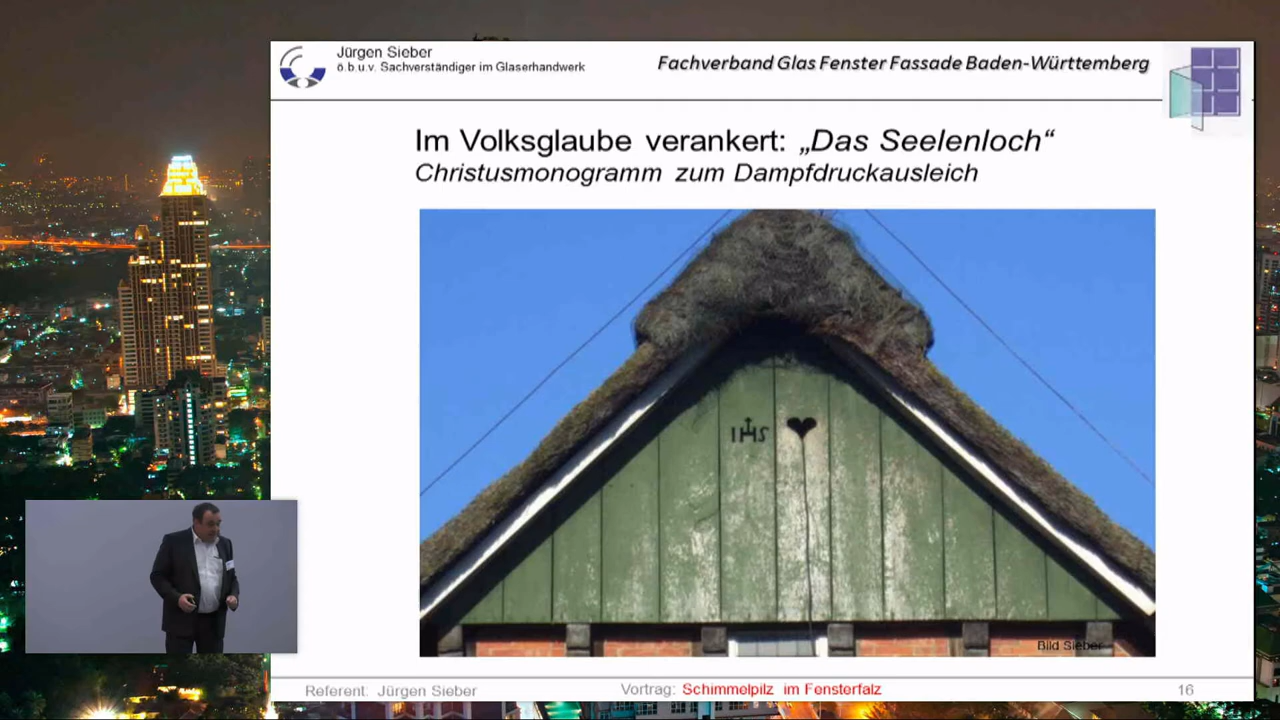 Jürgen Sieber
ö.b.u.v. Sachverständiger im Glaserhandwerk
Fachverband Glas Fenster Fassade Baden-Württemberg
Im Volksglaube verankert: „Das Seelenloch“
Christusmonogramm zum Dampfdruckausleich
IHS
Bild Sieber
Referent: Jürgen Sieber
Vortrag: Schimmelpilz im Fensterfalz
16